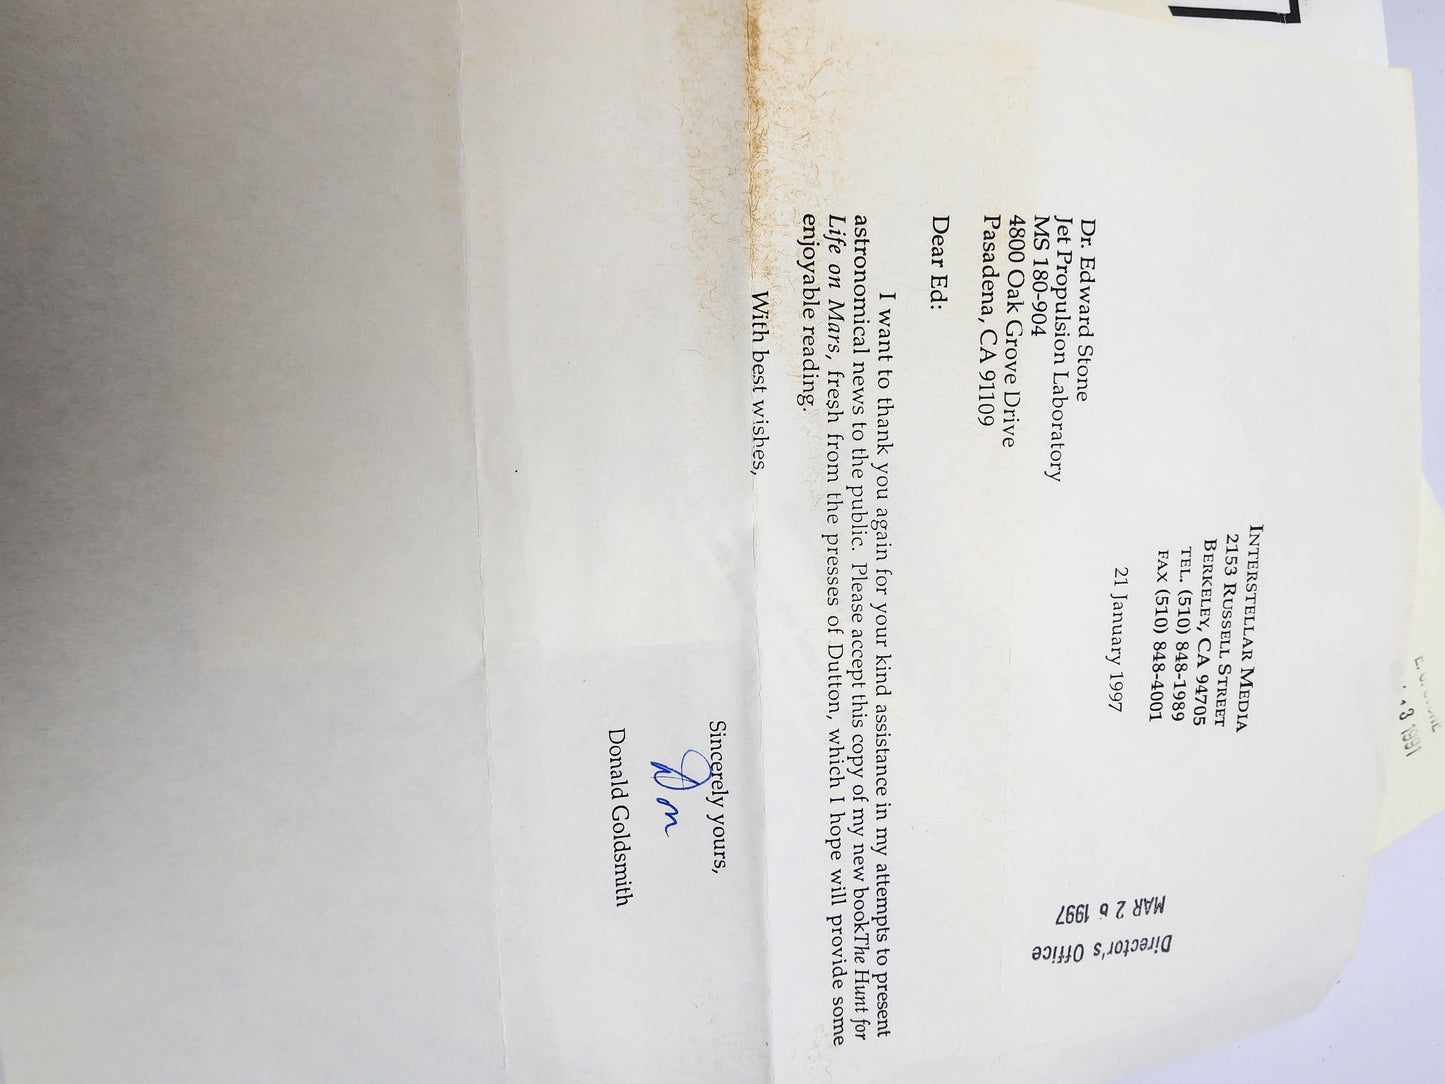 INTERSTELLAR MEDIA
2153 RUSSELL STREET
BERKELEY, CA 94705
TEL. (510) 848-1989
FAX (510) 848-4001
21 January 1997
Dr. Edward Stone
Jet Propulsion Laboratory
MS 180-904
4800 Oak Grove Drive
Pasadena, CA 91109
Director's Office
MAR 26 1997
Dear Ed:
I want to thank you again for your kind assistance in my attempts to present
astronomical news to the public. Please accept this copy of my new bookThe Hunt for
Life on Mars, fresh from the presses of Dutton, which I hope will provide some
enjoyable reading.
With best wishes,
Sincerely yours,
Don
Donald Goldsmith